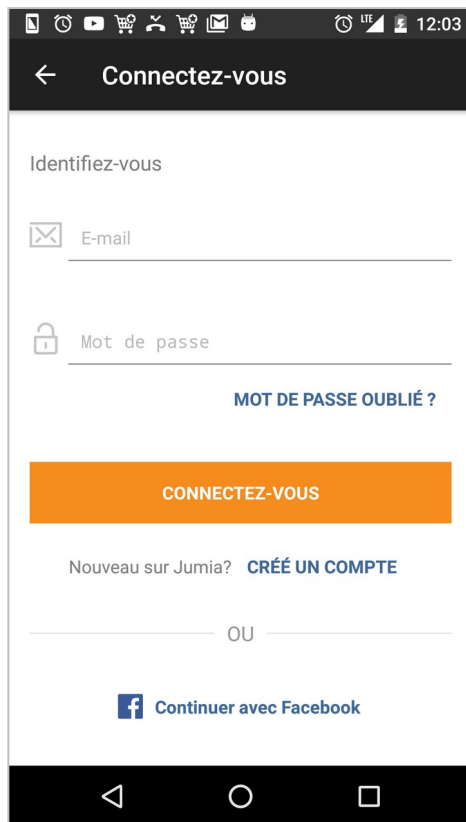 LTE 12:03
Connectez-vous
Identifiez-vous
E-mail
Mot de passe
MOT DE PASSE OUBLIÉ ?
CONNECTEZ-VOUS
Nouveau sur Jumia? CRÉÉ UN COMPTE
OU
f Continuer avec Facebook